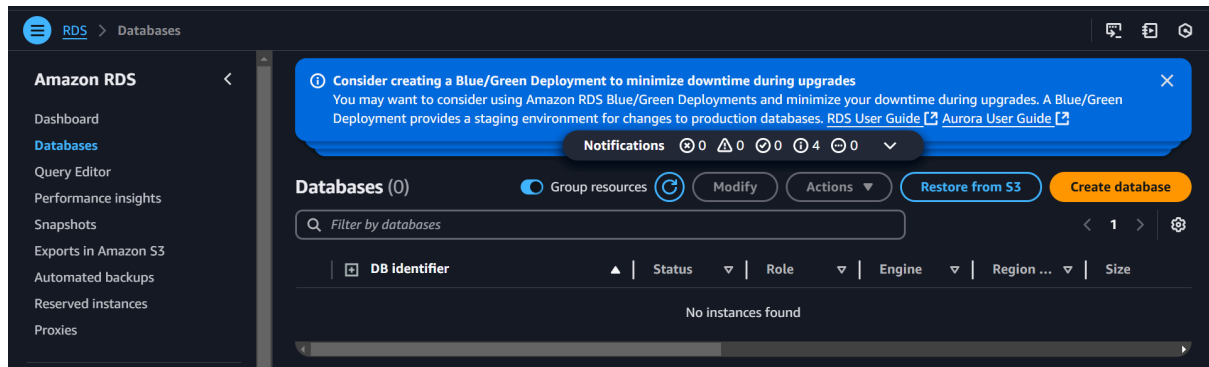 RDS > Databases
Amazon RDS
Dashboard
Databases
Query Editor
Performance insights
Snapshots
Exports in Amazon S3
Automated backups
Reserved instances
Proxies
Consider creating a Blue/Green Deployment to minimize downtime during upgrades
You may want to consider using Amazon RDS Blue/Green Deployments and minimize your downtime during upgrades. A Blue/Green
Deployment provides a staging environment for changes to production databases. RDS User Guide Aurora User Guide
Notifications 0 0 0 4 0
Databases (0) Group resources Modify Actions Restore from S3 Create database
Filter by databases < 1 >
DB identifier Status Role Engine Region ... Size
No instances found